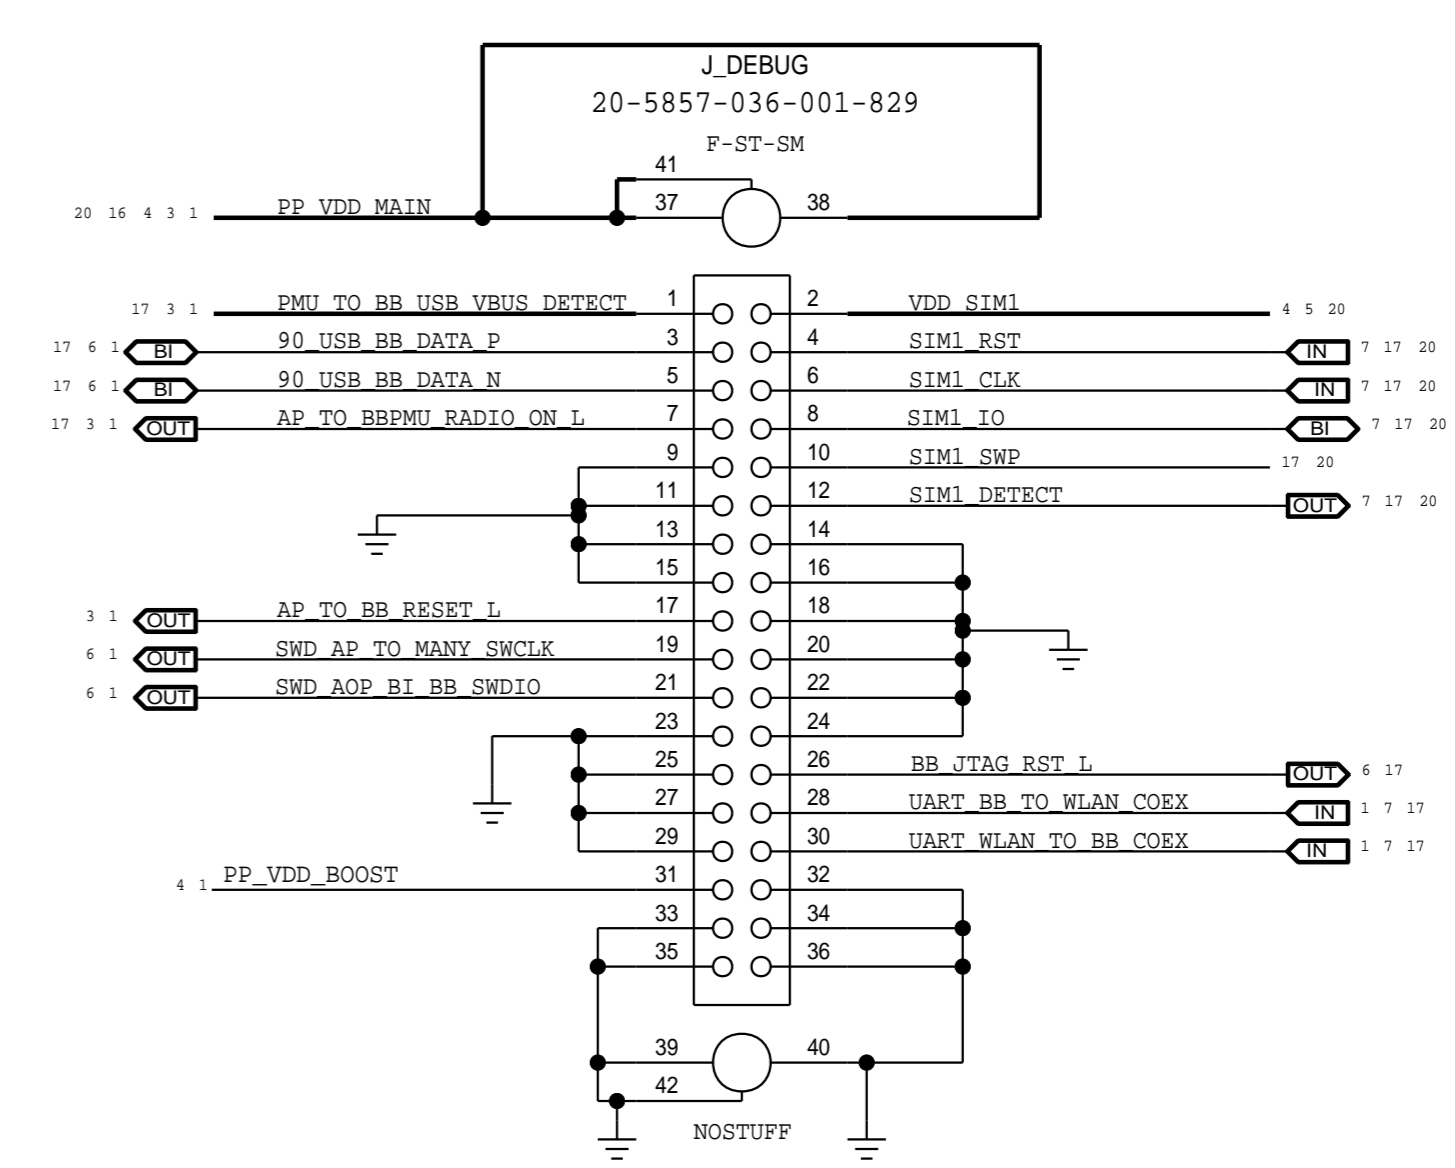 J_DEBUG
20-5857-036-001-829
F-ST-SM
41
20 16 4 3 1 PP_VDD_MAIN 37 38
17 3 1 PMU_TO_BB_USB_VBUS_DETECT 1 2 VDD_SIM1 4 5 20
17 6 1 BI 90_USB_BB_DATA_P 3 4 SIM1_RST IN 7 17 20
17 6 1 BI 90_USB_BB_DATA_N 5 6 SIM1_CLK IN 7 17 20
17 3 1 OUT AP_TO_BBPMU_RADIO_ON_L 7 8 SIM1_IO BI 7 17 20
9 10 SIM1_SWP 17 20
11 12 SIM1_DETECT OUT 7 17 20
13 14
15 16
3 1 OUT AP_TO_BB_RESET_L 17 18
6 1 OUT SWD_AP_TO_MANY_SWCLK 19 20
6 1 OUT SWD_AOP_BI_BB_SWDIO 21 22
23 24
25 26 BB_JTAG_RST_L OUT 6 17
27 28 UART_BB_TO_WLAN_COEX IN 1 7 17
29 30 UART_WLAN_TO_BB_COEX IN 1 7 17
4 1 PP_VDD_BOOST 31 32
33 34
35 36
39 40
42
NOSTUFF